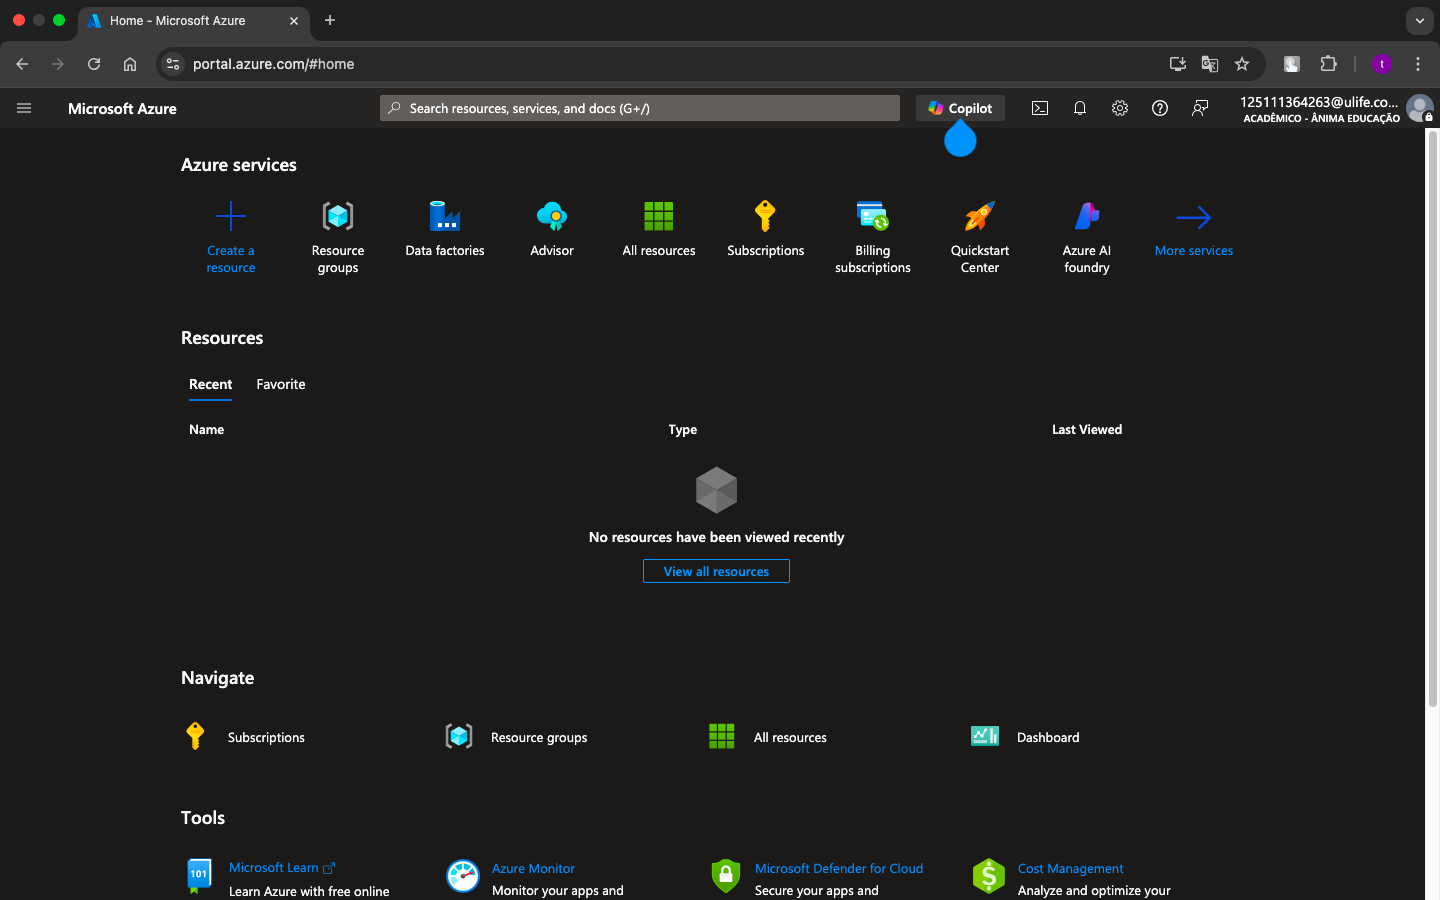 Home - Microsoft Azure
portal.azure.com/#home
t
Microsoft Azure
Search resources, services, and docs (G+/)
Copilot
125111364263@ulife.co...
ACADÊMICO - ÂNIMA EDUCAÇÃO
Azure services
Create a resource
Resource groups
Data factories
Advisor
All resources
Subscriptions
Billing subscriptions
Quickstart Center
Azure AI foundry
More services
Resources
Recent
Favorite
Name
Type
Last Viewed
No resources have been viewed recently
View all resources
Navigate
Subscriptions
Resource groups
All resources
Dashboard
Tools
101
Microsoft Learn
Learn Azure with free online
Azure Monitor
Monitor your apps and
Microsoft Defender for Cloud
Secure your apps and
$
Cost Management
Analyze and optimize your